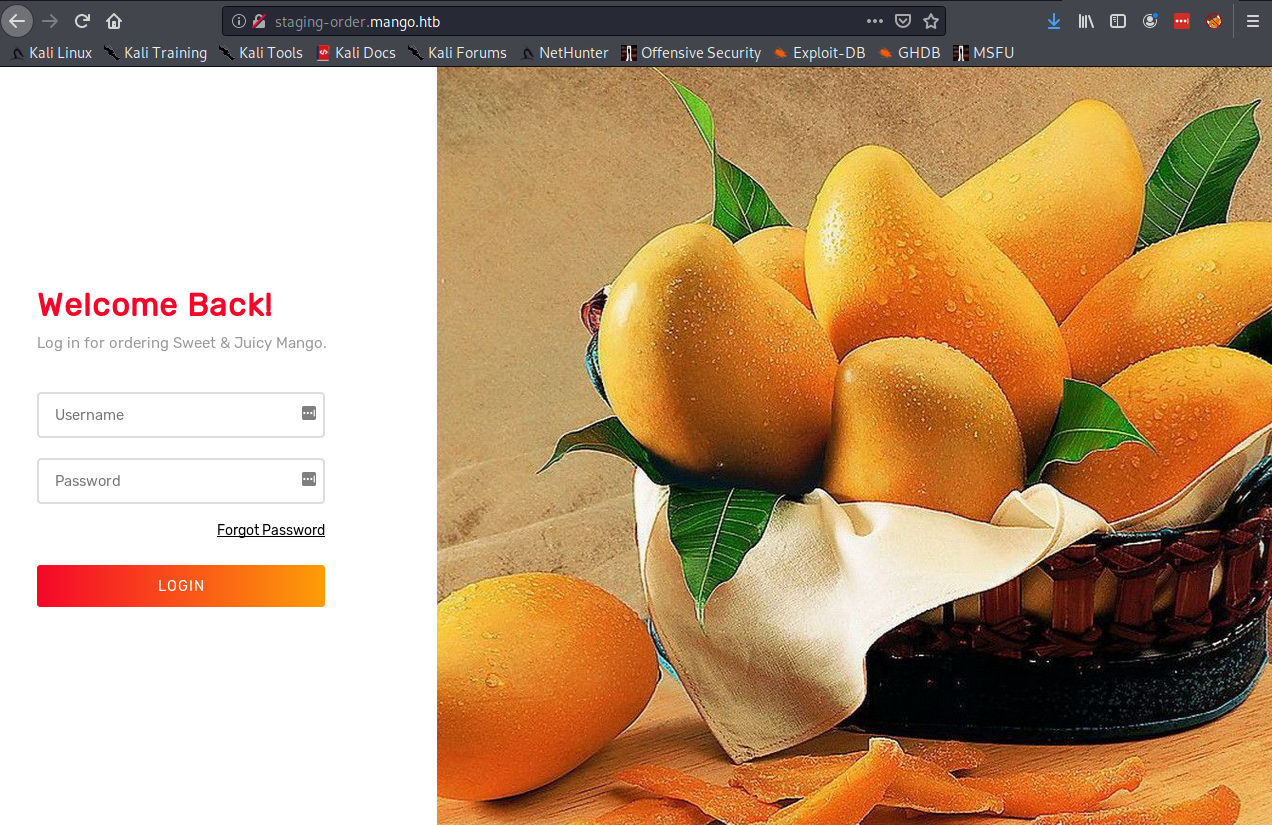 staging-order.mango.htb
Kali Linux Kali Training Kali Tools Kali Docs Kali Forums NetHunter Offensive Security Exploit-DB GHDB MSFU
Welcome Back!
Log in for ordering Sweet & Juicy Mango.
Username
Password
Forgot Password
LOGIN